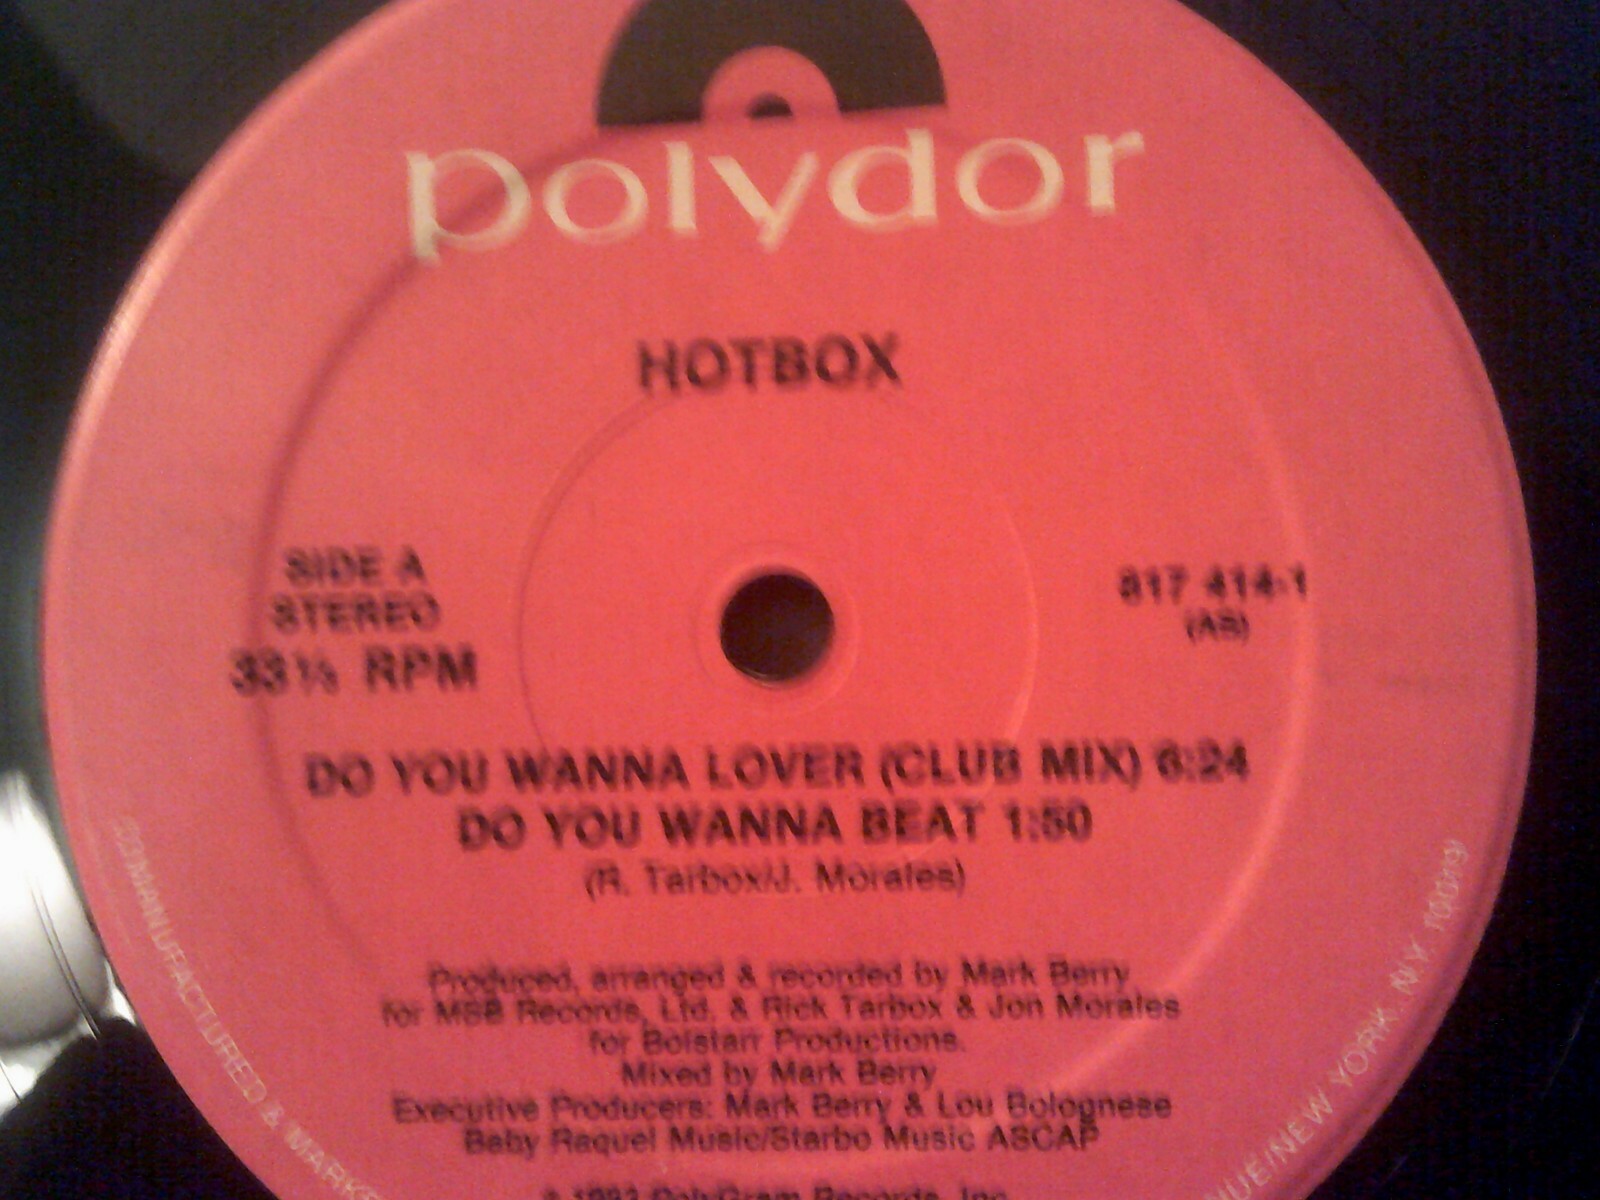 polydor
HOTBOX
SIDE A
STEREO
33⅓ RPM
817 414-1
(AS)
DO YOU WANNA LOVER (CLUB MIX) 6:24
DO YOU WANNA BEAT 1:50
(R. Tarbox/J. Morales)
Produced, arranged & recorded by Mark Berry
for MSB Records, Ltd. & Rick Tarbox & Jon Morales
for Bolstarr Productions.
Mixed by Mark Berry
Executive Producers: Mark Berry & Lou Bolognese
Baby Raquel Music/Starbo Music ASCAP
PolyGram Records, Inc.
MANUFACTURED &
NEW YORK, N.Y. 10019